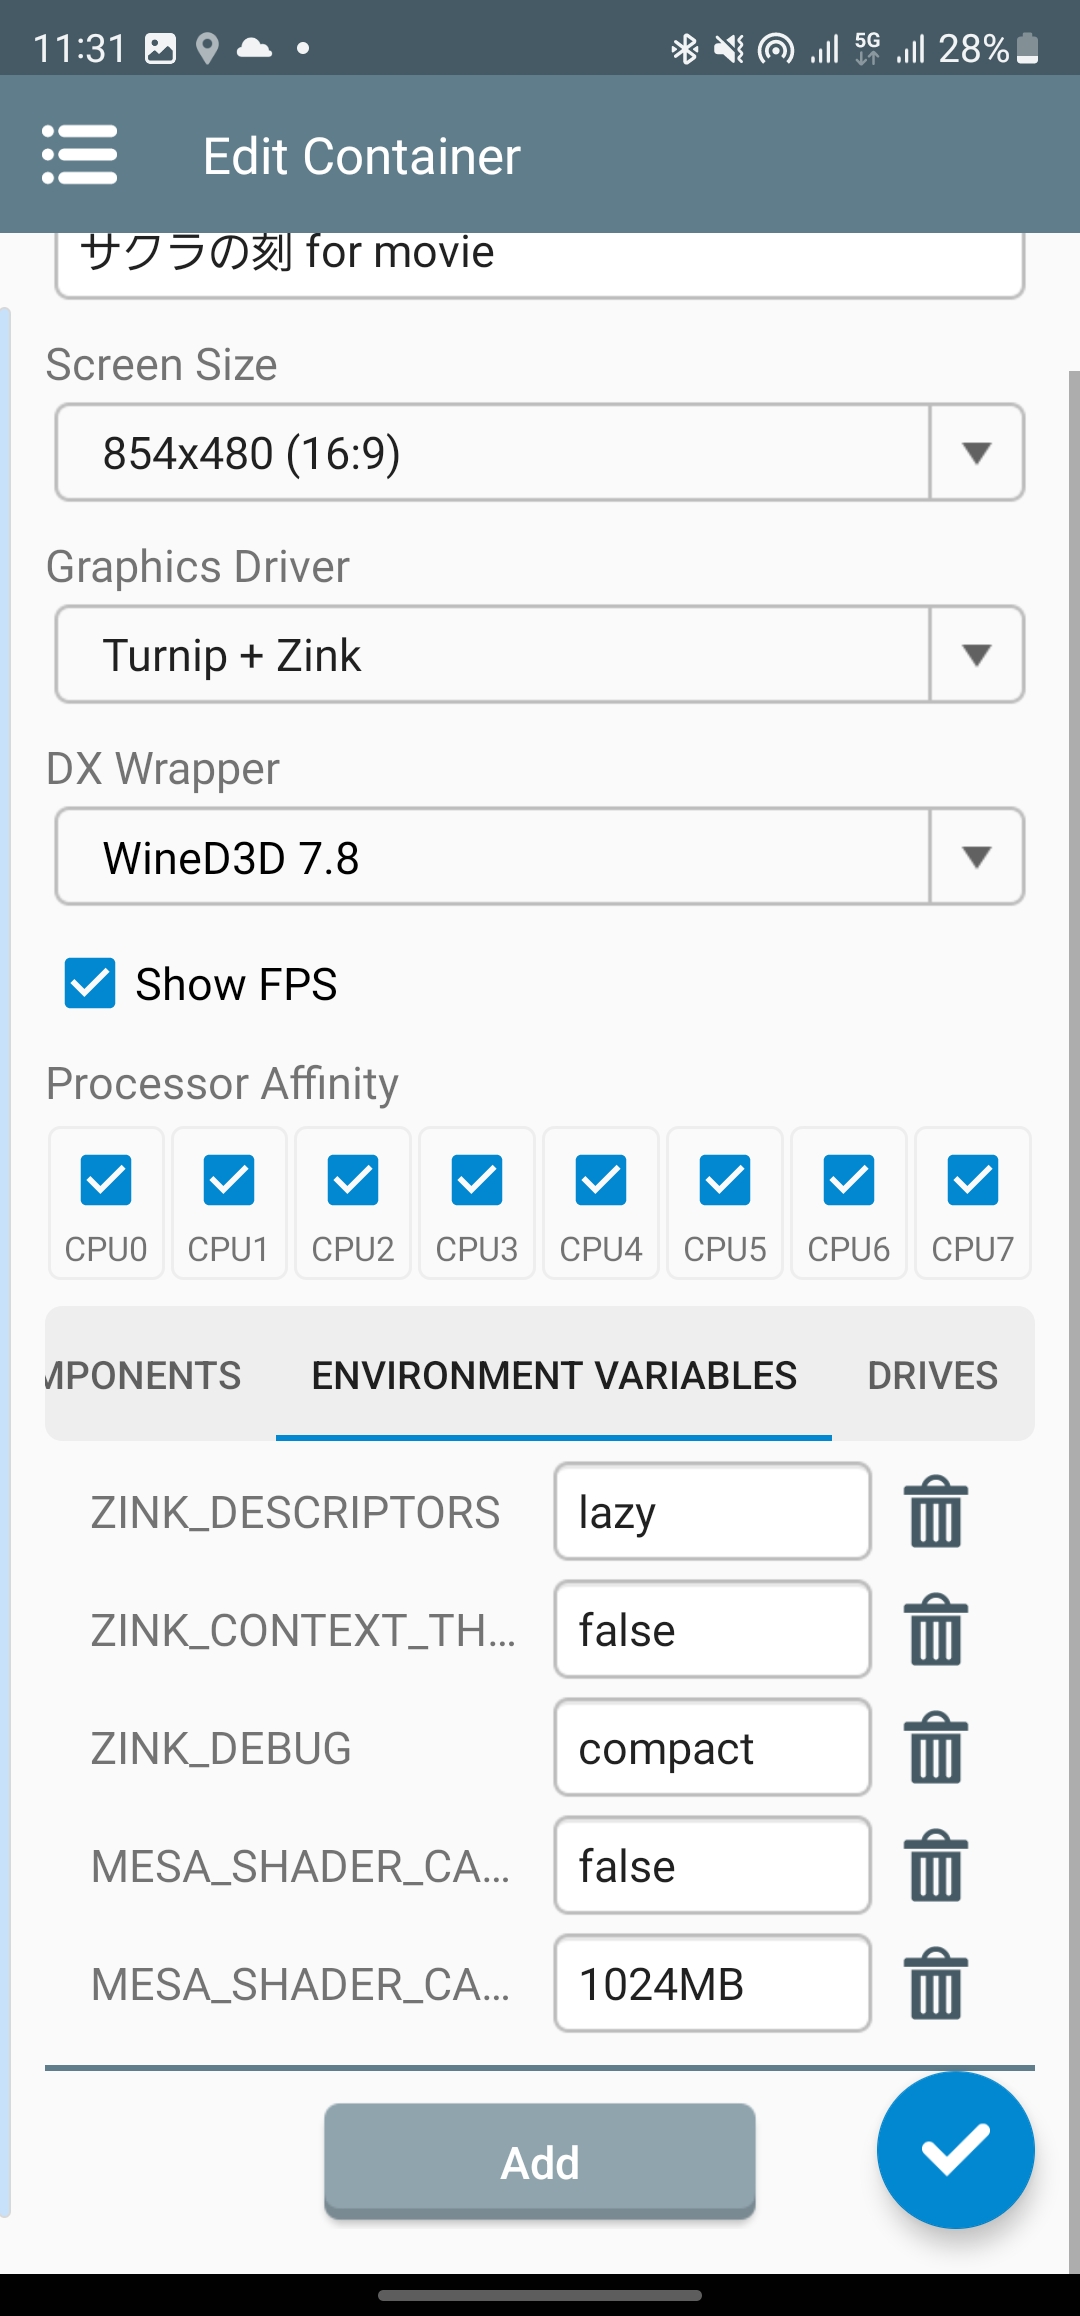 11:31 5G 28%
Edit Container
サクラの刻 for movie
Screen Size
854x480 (16:9)
Graphics Driver
Turnip + Zink
DX Wrapper
WineD3D 7.8
Show FPS
Processor Affinity
CPU0 CPU1 CPU2 CPU3 CPU4 CPU5 CPU6 CPU7
MPONENTS ENVIRONMENT VARIABLES DRIVES
ZINK_DESCRIPTORS lazy
ZINK_CONTEXT_TH... false
ZINK_DEBUG compact
MESA_SHADER_CA... false
MESA_SHADER_CA... 1024MB
Add